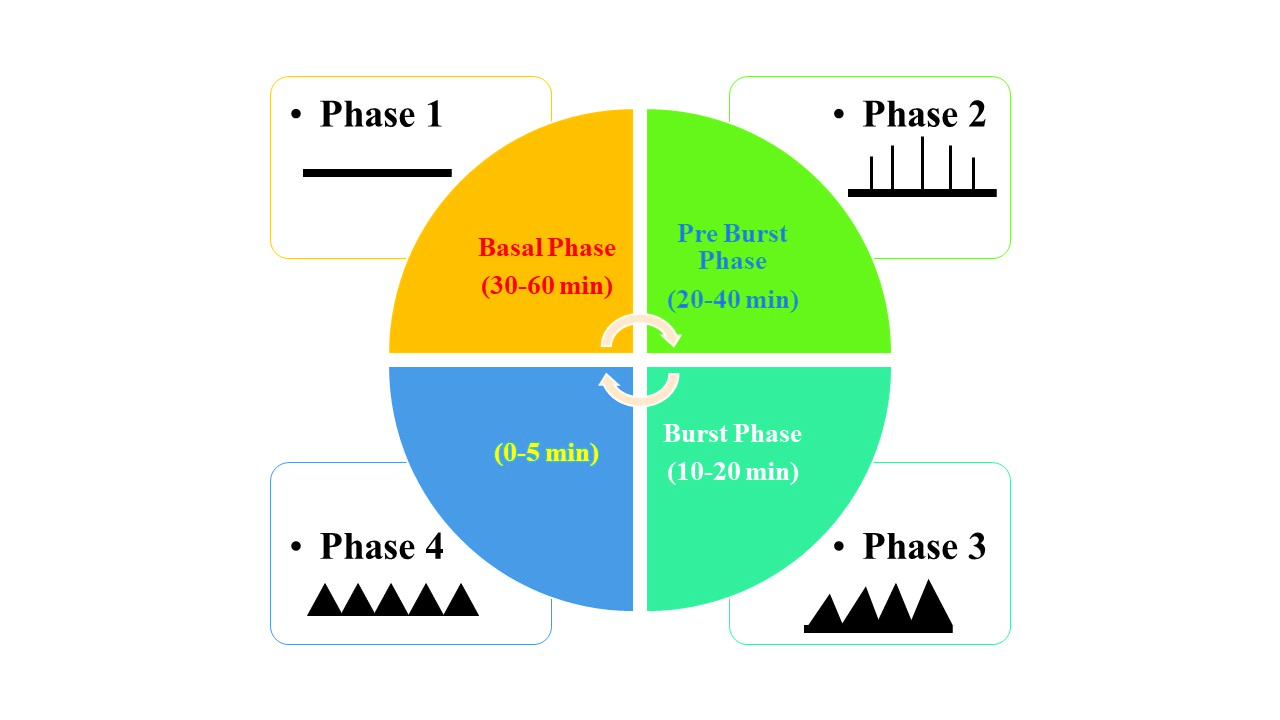 • Phase 1
• Phase 2
Basal Phase
(30-60 min)
Pre Burst
Phase
(20-40 min)
Burst Phase
(10-20 min)
(0-5 min)
• Phase 4
• Phase 3